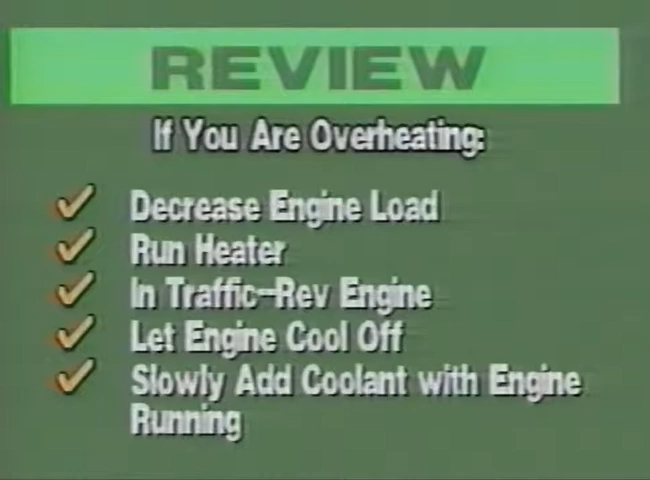 REVIEW
If You Are Overheating:
Decrease Engine Load
Run Heater
In Traffic-Rev Engine
Let Engine Cool Off
Slowly Add Coolant with Engine
Running